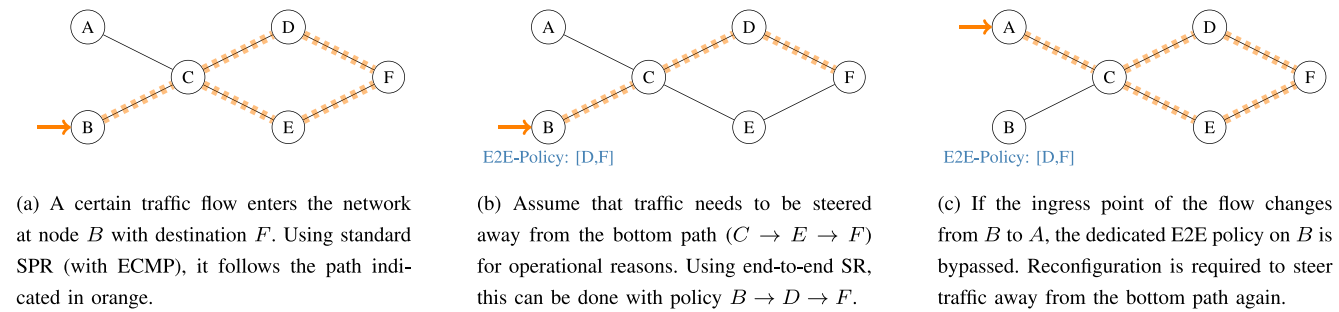 A
D
C
F
B
E
A
D
C
F
B
E
E2E-Policy: [D,F]
A
D
C
F
B
E
E2E-Policy: [D,F]
(a) A certain traffic flow enters the network
at node B with destination F. Using standard
SPR (with ECMP), it follows the path indi-
cated in orange.
(b) Assume that traffic needs to be steered
away from the bottom path (C → E → F)
for operational reasons. Using end-to-end SR,
this can be done with policy B → D → F.
(c) If the ingress point of the flow changes
from B to A, the dedicated E2E policy on B is
bypassed. Reconfiguration is required to steer
traffic away from the bottom path again.